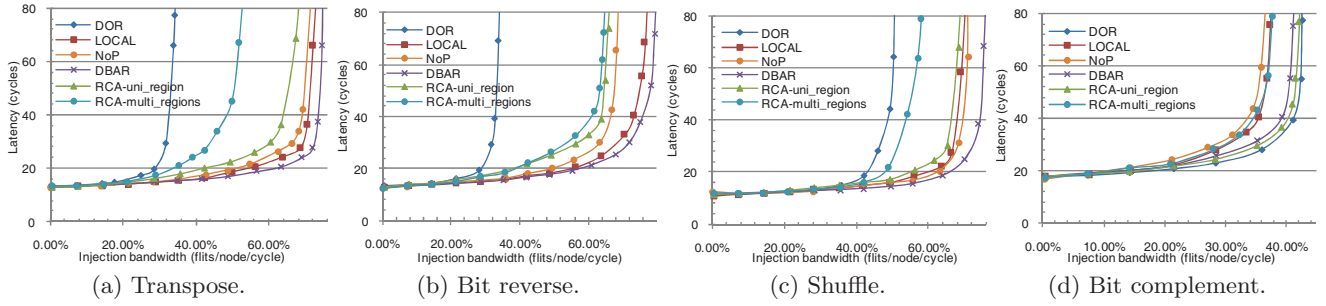 80
60
40
20
0
Latency (cycles)
DOR
LOCAL
NoP
DBAR
RCA-uni_region
RCA-multi_regions
0.00% 20.00% 40.00% 60.00%
Injection bandwidth (flits/node/cycle)
(a) Transpose.
80
60
40
20
0
Latency (cycles)
DOR
LOCAL
NoP
DBAR
RCA-uni_region
RCA-multi_regions
0.00% 20.00% 40.00% 60.00%
Injection bandwidth (flits/node/cycle)
(b) Bit reverse.
80
60
40
20
0
Latency (cycles)
DOR
LOCAL
NoP
DBAR
RCA-uni_region
RCA-multi_regions
0.00% 20.00% 40.00% 60.00%
Injection bandwidth (flits/node/cycle)
(c) Shuffle.
80
60
40
20
0
Latency (cycles)
DOR
LOCAL
NoP
DBAR
RCA-uni_region
RCA-multi_regions
0.00% 10.00% 20.00% 30.00% 40.00%
Injection bandwidth (flits/node/cycle)
(d) Bit complement.